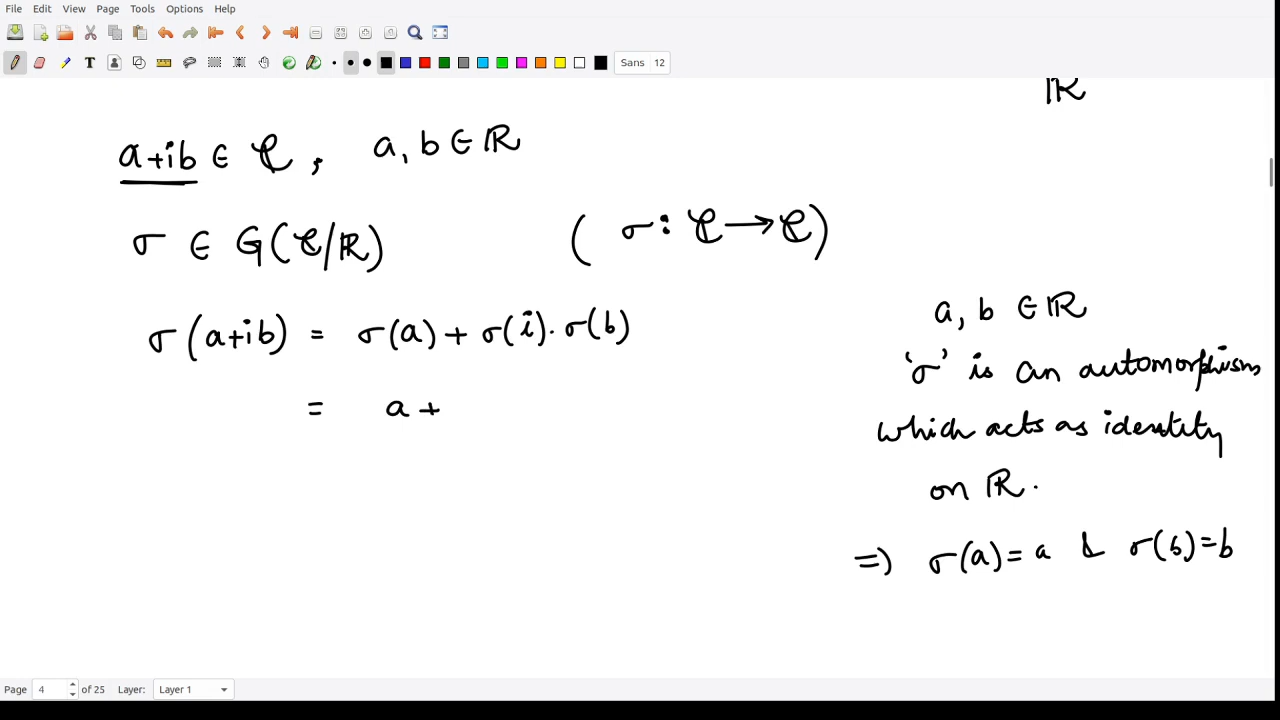 File Edit View Page Tools Options Help
Sans 12
ℝ
a+ib ∈ ℂ, a, b ∈ ℝ
σ ∈ G(ℂ/ℝ) ( σ: ℂ → ℂ)
σ(a+ib) = σ(a) + σ(i)·σ(b)
= a +
a, b ∈ ℝ
'σ' is an automorphism
which acts as identity
on ℝ.
=) σ(a) = a & σ(b) = b
Page 4 of 25 Layer: Layer 1